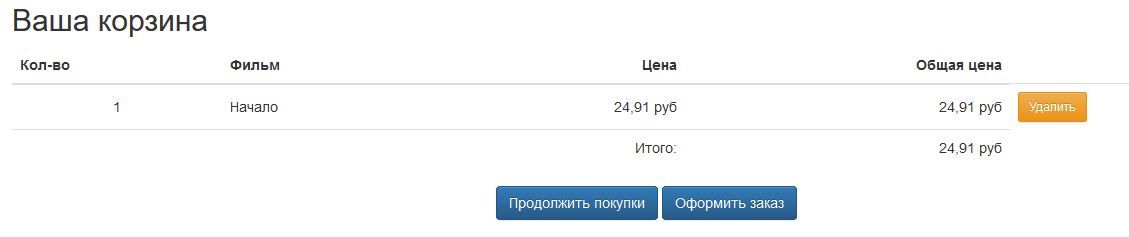 Ваша корзина
Кол-во Фильм Цена Общая цена
1 Начало 24,91 руб 24,91 руб Удалить
Итого: 24,91 руб
Продолжить покупки Оформить заказ